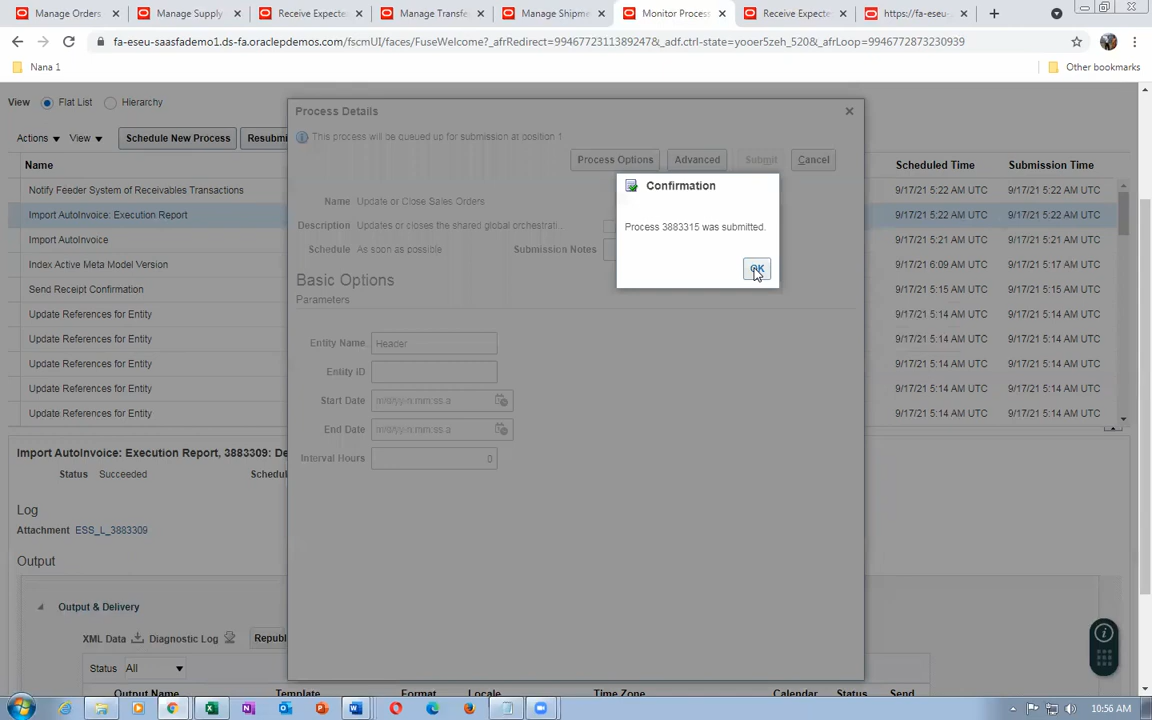 Manage Orders
Manage Supply
Receive Expecte
Manage Transfe
Manage Shipme
Monitor Process
Receive Expecte
https://fa-eseu-
fa-eseu-saasfademo1.ds-fa.oraclepdemos.com/fscmUI/faces/FuseWelcome?_afrRedirect=9946772311389247&_adf.ctrl-state=yooer5zeh_520&_afrLoop=9946772873230939
Nana 1
Other bookmarks
View Flat List Hierarchy
Actions View Schedule New Process Resubmi
Name Scheduled Time Submission Time
Notify Feeder System of Receivables Transactions 9/17/21 5:22 AM UTC 9/17/21 5:22 AM UTC
Import AutoInvoice: Execution Report 9/17/21 5:22 AM UTC 9/17/21 5:22 AM UTC
Import AutoInvoice 9/17/21 5:21 AM UTC 9/17/21 5:21 AM UTC
Index Active Meta Model Version 9/17/21 6:09 AM UTC 9/17/21 5:17 AM UTC
Send Receipt Confirmation 9/17/21 5:15 AM UTC 9/17/21 5:15 AM UTC
Update References for Entity 9/17/21 5:14 AM UTC 9/17/21 5:14 AM UTC
Update References for Entity 9/17/21 5:14 AM UTC 9/17/21 5:14 AM UTC
Update References for Entity 9/17/21 5:14 AM UTC 9/17/21 5:14 AM UTC
Update References for Entity 9/17/21 5:14 AM UTC 9/17/21 5:14 AM UTC
Update References for Entity 9/17/21 5:14 AM UTC 9/17/21 5:14 AM UTC
Process Details
This process will be queued up for submission at position 1
Process Options Advanced Submit Cancel
Name Update or Close Sales Orders
Description Updates or closes the shared global orchestrati..
Schedule As soon as possible Submission Notes
Basic Options
Parameters
Entity Name Header
Entity ID
Start Date m/d/yy h:mm:ss a
End Date m/d/yy h:mm:ss a
Interval Hours 0
Confirmation
Process 3883315 was submitted.
OK
Import AutoInvoice: Execution Report, 3883309: De
Status Succeeded Schedul
Log
Attachment ESS_L_3883309
Output
Output & Delivery
XML Data Diagnostic Log Republ
Status All
Output Name Template Format Locale Time Zone Calendar Status Send
10:56 AM